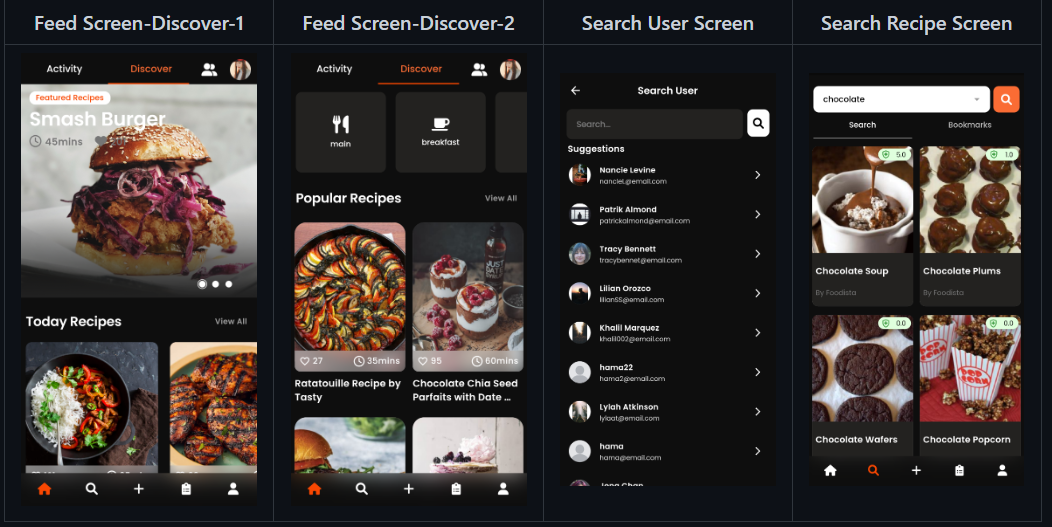 Feed Screen-Discover-1
Feed Screen-Discover-2
Search User Screen
Search Recipe Screen
Activity
Discover
Featured Recipes
Smash Burger
45mins
Today Recipes
View All
Activity
Discover
main
breakfast
Popular Recipes
View All
27
35mins
Ratatouille Recipe by
Tasty
95
60mins
Chocolate Chia Seed
Parfaits with Date ...
Search User
Search...
Suggestions
Nancie Levine
nancieL@email.com
Patrik Almond
patrickalmond@email.com
Tracy Bennett
tracybennet@email.com
Lilian Orozco
lilianSS@email.com
Khalil Marquez
khalil002@email.com
hama22
hama2@email.com
Lylah Atkinson
lylaat@email.com
hama
hama@email.com
chocolate
Search
Bookmarks
5.0
Chocolate Soup
By Foodista
1.0
Chocolate Plums
By Foodista
0.0
Chocolate Wafers
0.0
POP
CORN
Chocolate Popcorn